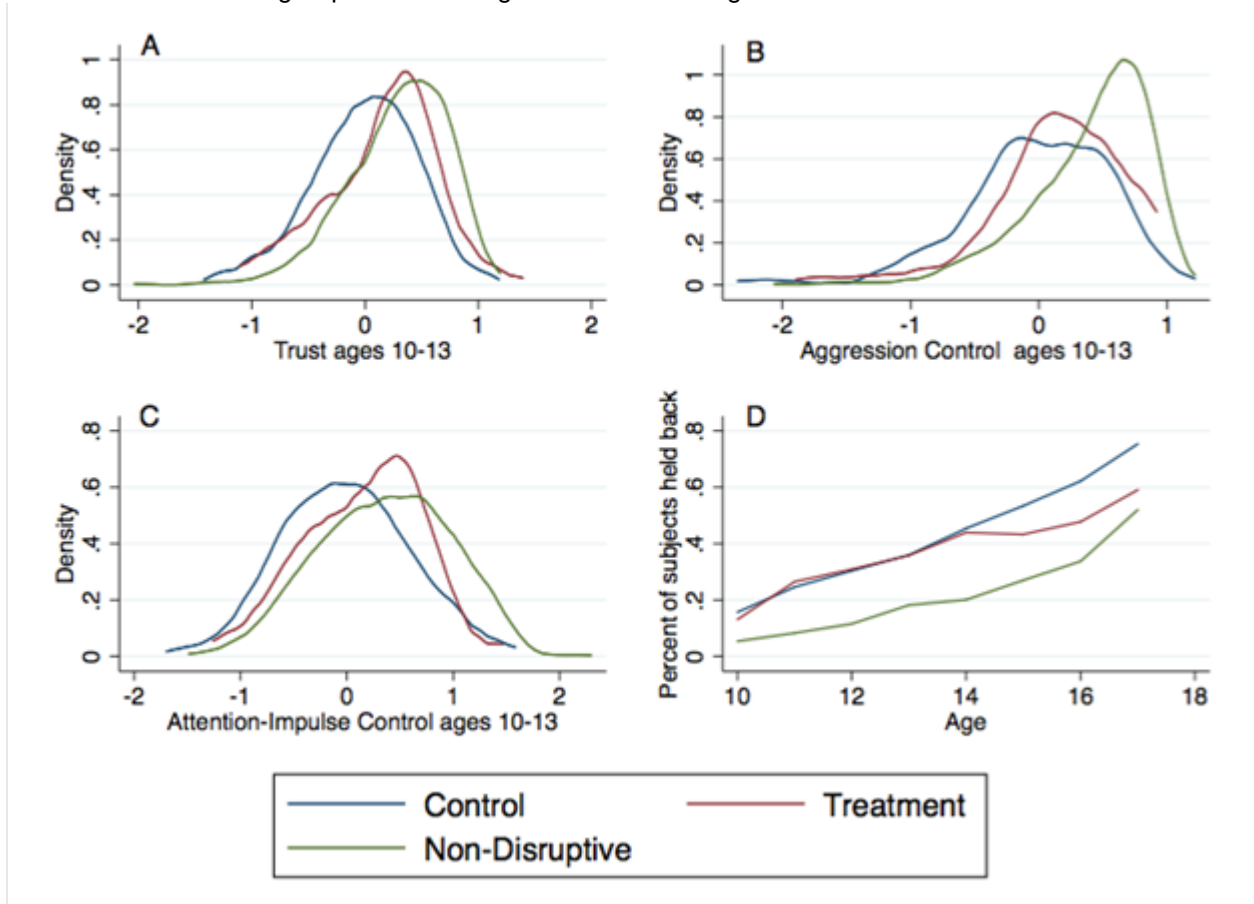 A
Density
0 .2 .4 .6 .8 1
-2 -1 0 1 2
Trust ages 10-13
B
Density
0 .2 .4 .6 .8 1
-2 -1 0 1
Aggression Control ages 10-13
C
Density
0 .2 .4 .6 .8
-2 -1 0 1 2
Attention-Impulse Control ages 10-13
D
Percent of subjects held back
0 .2 .4 .6 .8
10 12 14 16 18
Age
Control
Treatment
Non-Disruptive